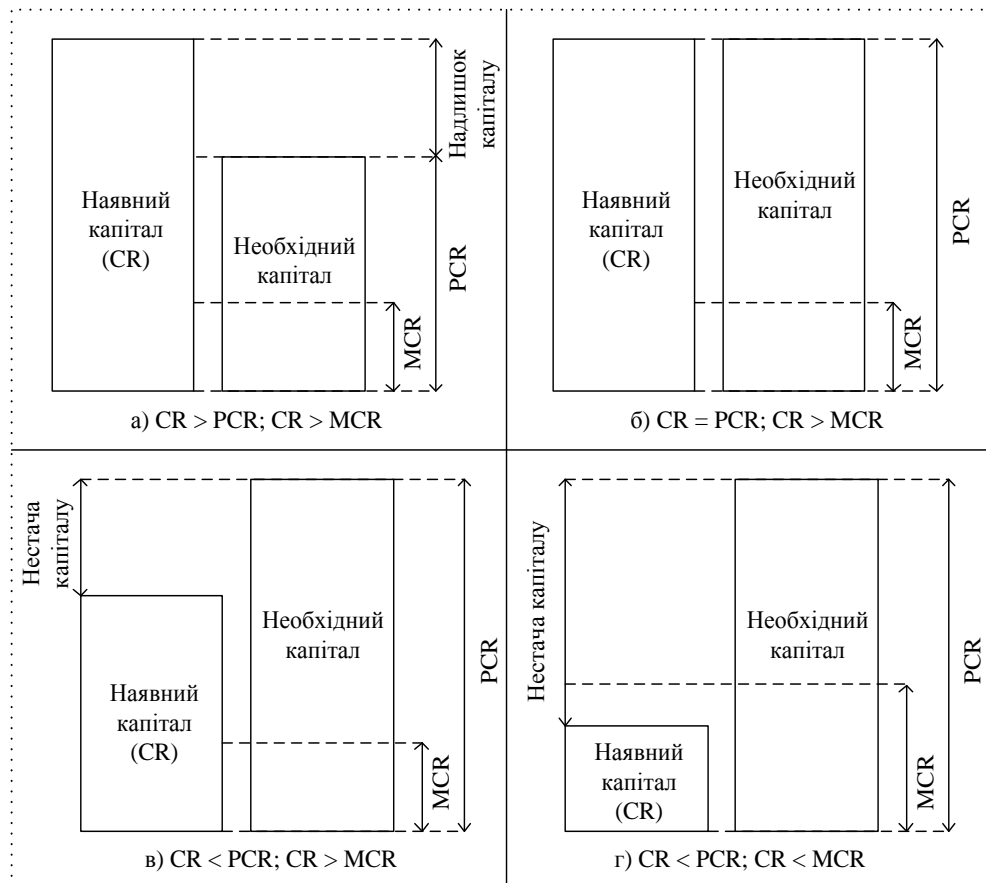 Наявний
капітал
(CR)
Необхідний
капітал
Надлишок
капіталу
PCR
MCR
а) CR > PCR; CR > MCR
Наявний
капітал
(CR)
Необхідний
капітал
PCR
MCR
б) CR = PCR; CR > MCR
Нестача
капіталу
Наявний
капітал
(CR)
Необхідний
капітал
PCR
MCR
в) CR < PCR; CR > MCR
Нестача капіталу
Наявний
капітал
(CR)
Необхідний
капітал
PCR
MCR
г) CR < PCR; CR < MCR